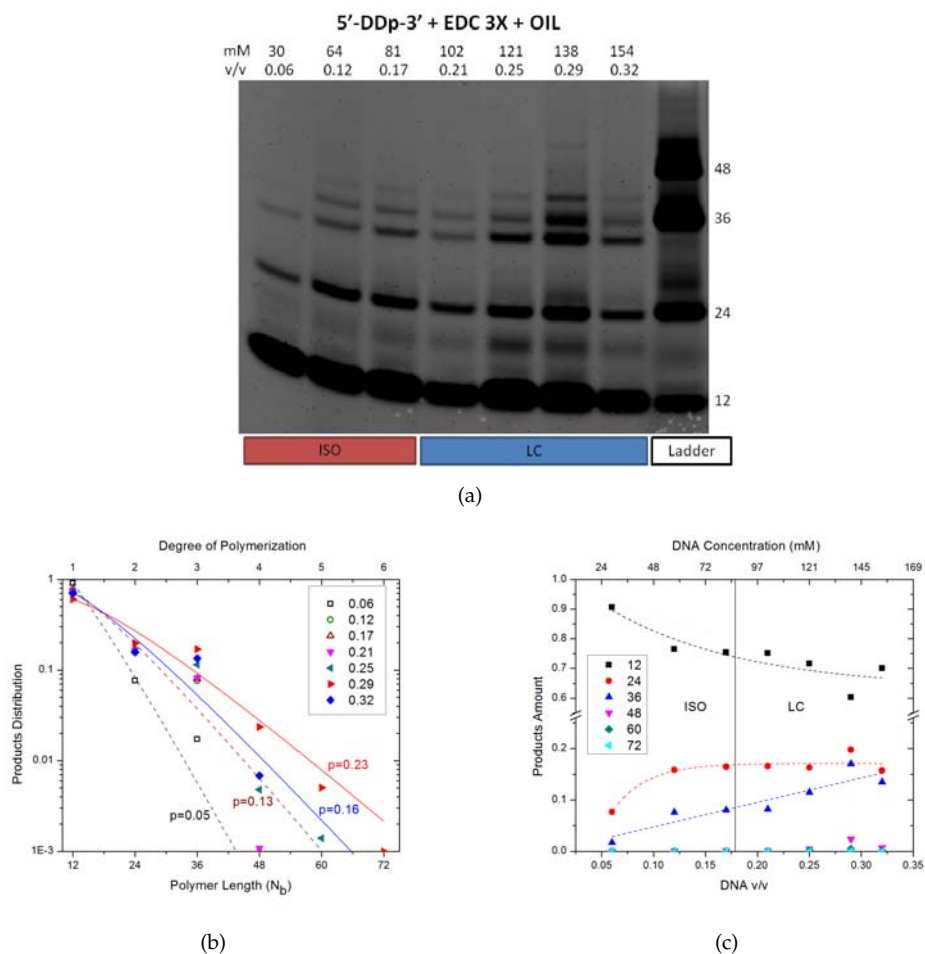 5′-DDp-3′ + EDC 3X + OIL
mM 30 64 81 102 121 138 154
v/v 0.06 0.12 0.17 0.21 0.25 0.29 0.32
48
36
24
12
ISO LC Ladder
(a)
Degree of Polymerization
1 2 3 4 5 6
Products Distribution
1
0.1
0.01
1E-3
0.06
0.12
0.17
0.21
0.25
0.29
0.32
p=0.23
p=0.13
p=0.16
p=0.05
12 24 36 48 60 72
Polymer Length (N_b)
(b)
DNA Concentration (mM)
24 48 72 97 121 145 169
Products Amount
1.0
0.9
0.8
0.7
0.6
0.2
0.1
0.0
ISO LC
12
24
36
48
60
72
0.05 0.10 0.15 0.20 0.25 0.30 0.35
DNA v/v
(c)